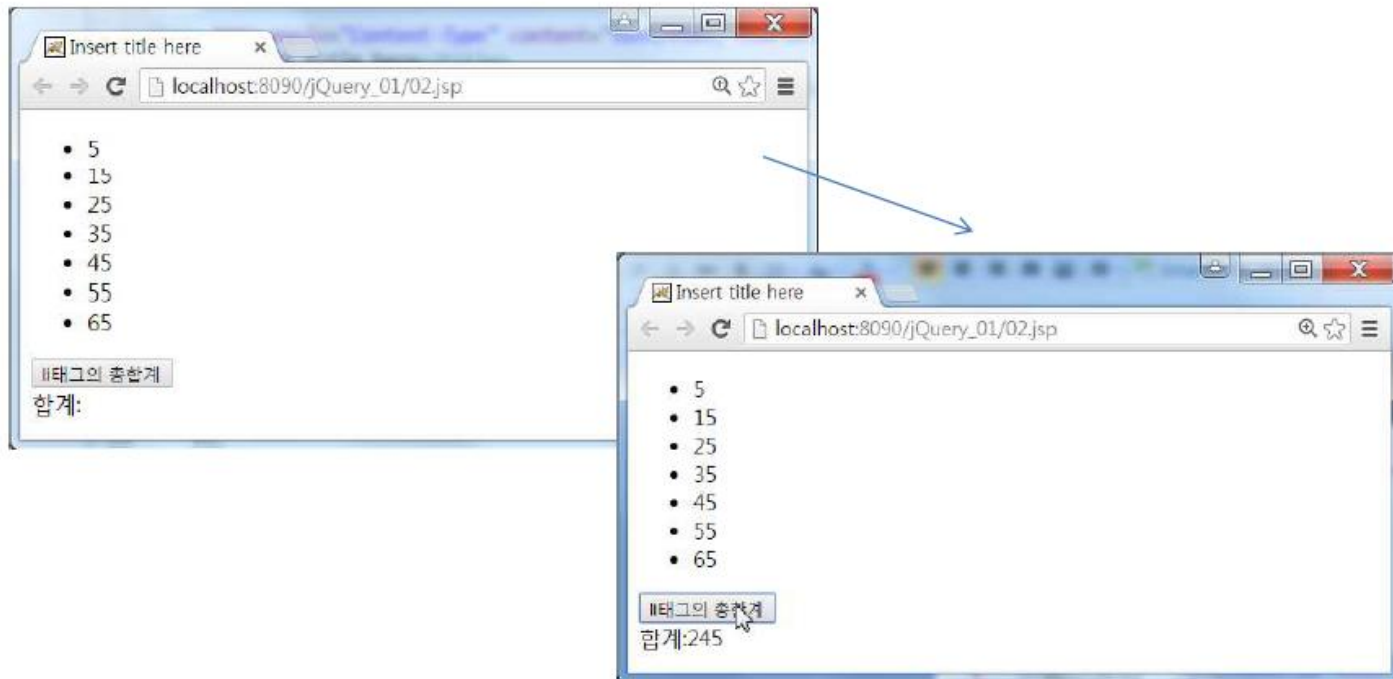 Insert title here
localhost:8090/jQuery_01/02.jsp
• 5
• 15
• 25
• 35
• 45
• 55
• 65
li태그의 총합계
합계:
Insert title here
localhost:8090/jQuery_01/02.jsp
• 5
• 15
• 25
• 35
• 45
• 55
• 65
li태그의 총합계
합계:245